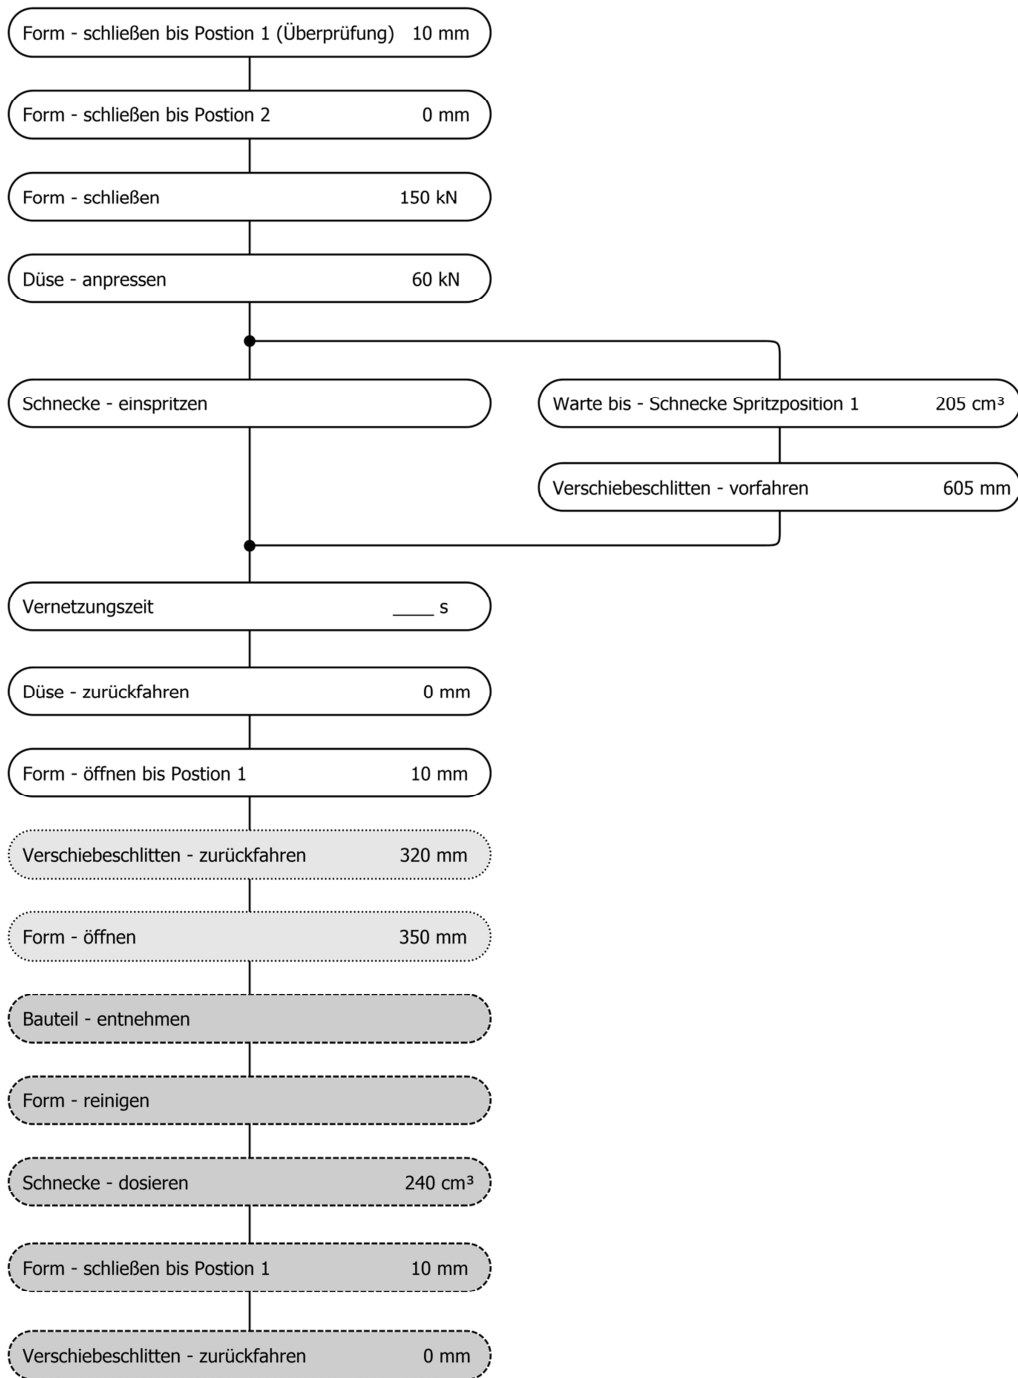 Form - schließen bis Postion 1 (Überprüfung) 10 mm
Form - schließen bis Postion 2 0 mm
Form - schließen 150 kN
Düse - anpressen 60 kN
Schnecke - einspritzen
Warte bis - Schnecke Spritzposition 1 205 cm³
Verschiebeschlitten - vorfahren 605 mm
Vernetzungszeit ____ s
Düse - zurückfahren 0 mm
Form - öffnen bis Postion 1 10 mm
Verschiebeschlitten - zurückfahren 320 mm
Form - öffnen 350 mm
Bauteil - entnehmen
Form - reinigen
Schnecke - dosieren 240 cm³
Form - schließen bis Postion 1 10 mm
Verschiebeschlitten - zurückfahren 0 mm